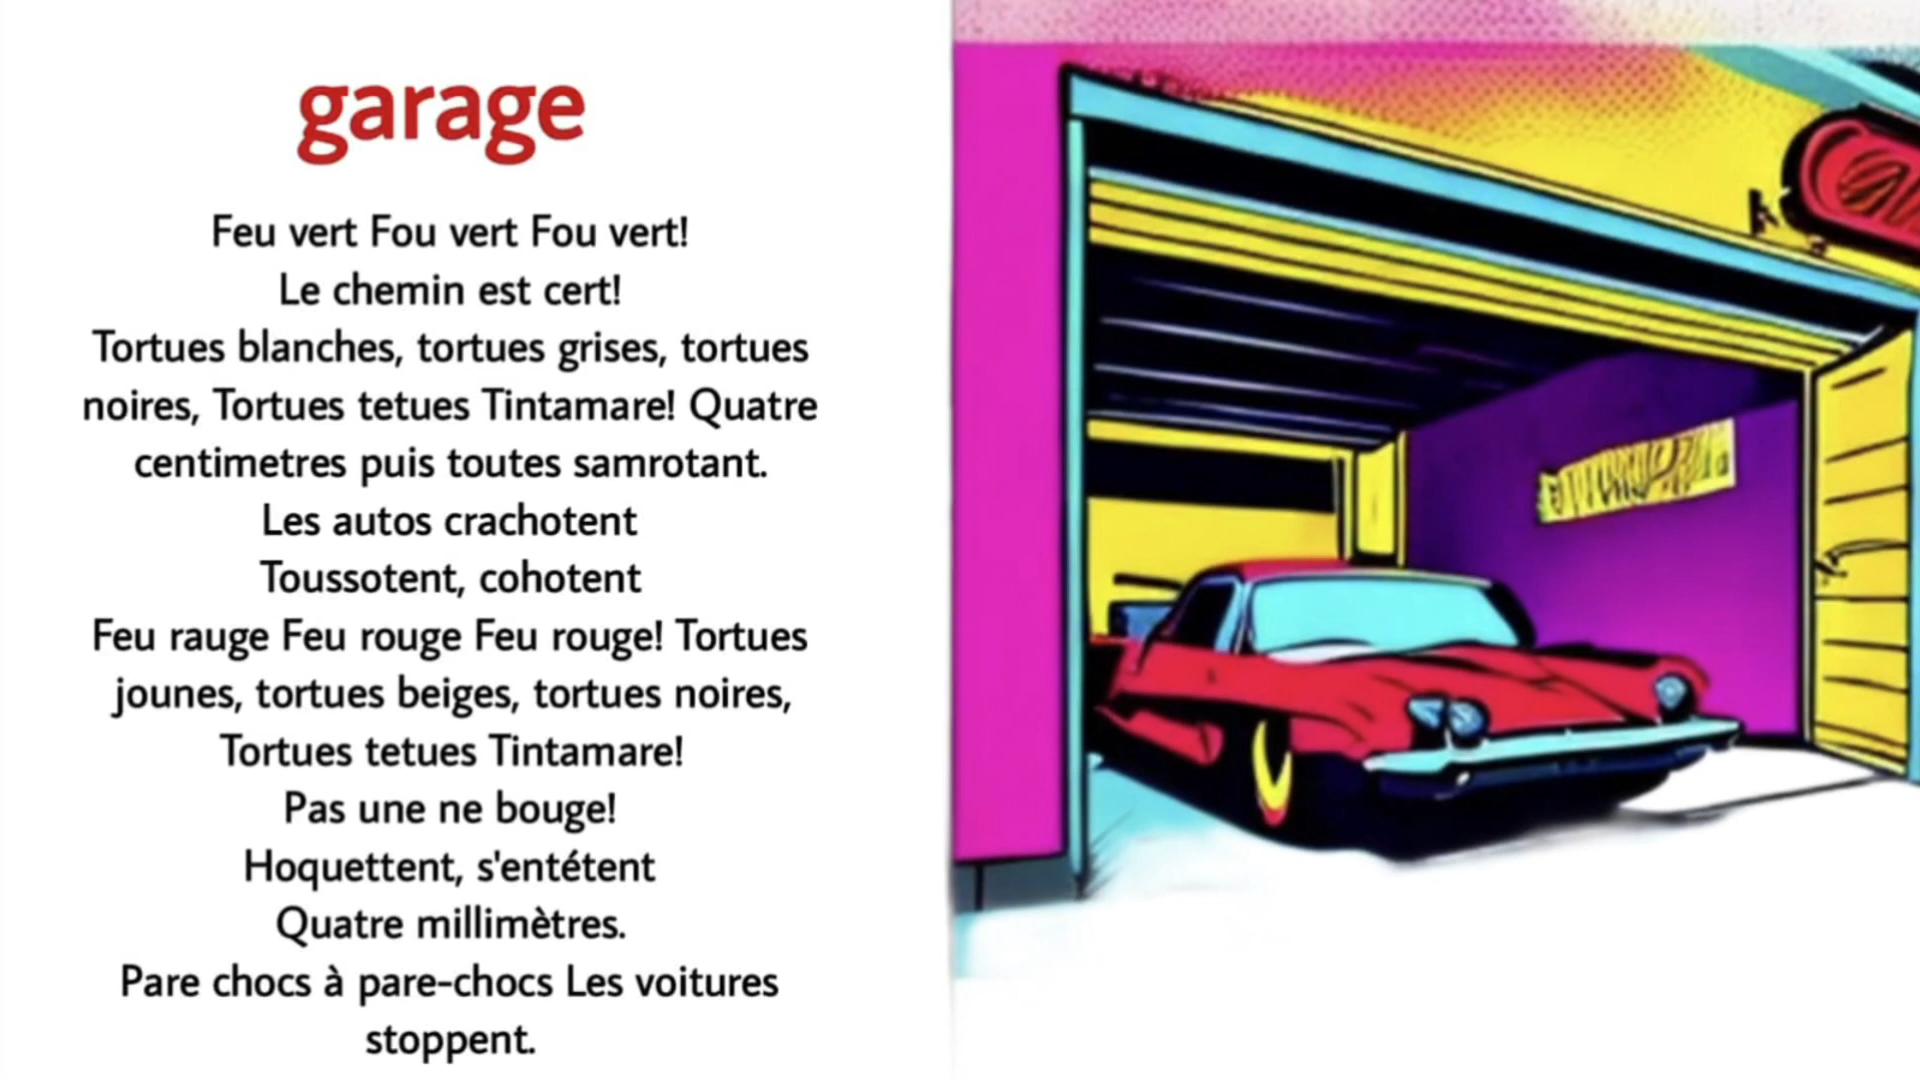 garage
Feu vert Fou vert Fou vert!
Le chemin est cert!
Tortues blanches, tortues grises, tortues
noires, Tortues tetues Tintamare! Quatre
centimetres puis toutes samrotant.
Les autos crachotent
Toussotent, cohotent
Feu rauge Feu rouge Feu rouge! Tortues
jounes, tortues beiges, tortues noires,
Tortues tetues Tintamare!
Pas une ne bouge!
Hoquettent, s'entétent
Quatre millimètres.
Pare chocs à pare-chocs Les voitures
stoppent.